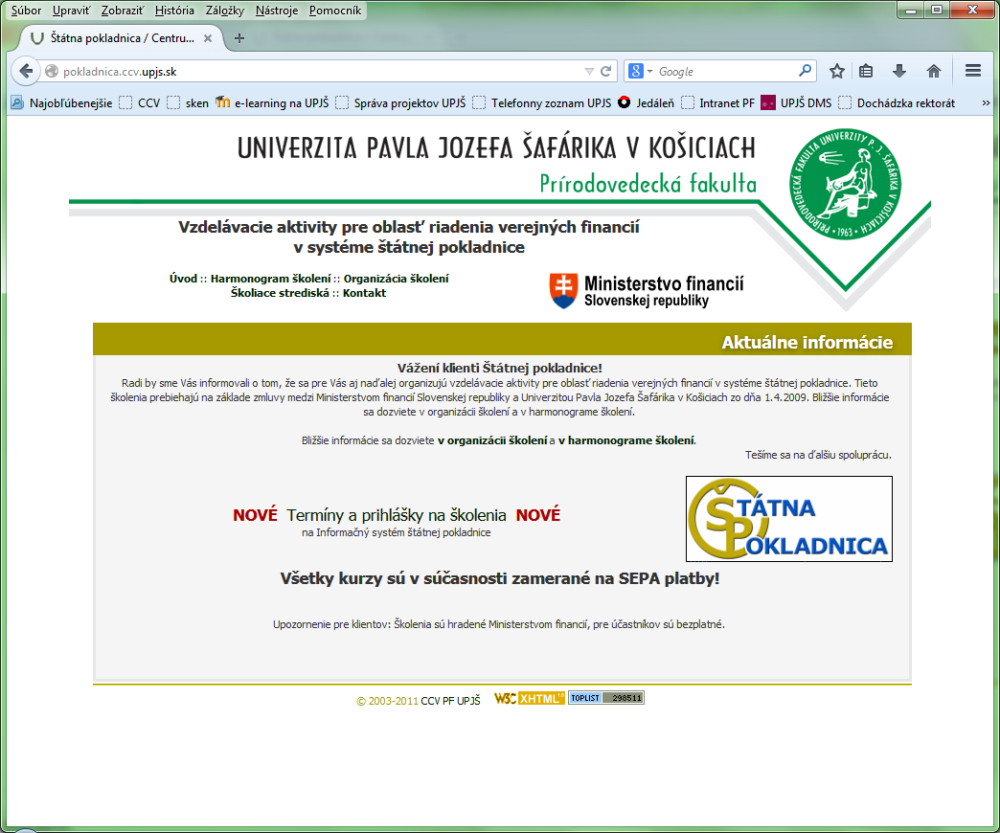 Súbor Upraviť Zobraziť História Záložky Nástroje Pomocník
Štátna pokladnica / Centru...
pokladnica.ccv.upjs.sk
Google
Najobľúbenejšie CCV sken e-learning na UPJŠ Správa projektov UPJŠ Telefonny zoznam UPJS Jedáleň Intranet PF UPJŠ DMS Dochádzka rektorát
UNIVERZITA PAVLA JOZEFA ŠAFÁRIKA V KOŠICIACH
Prírodovedecká fakulta
PRÍRODOVEDECKÁ FAKULTA UNIVERZITY P. J. ŠAFÁRIKA V KOŠICIACH • 1963 •
Vzdelávacie aktivity pre oblasť riadenia verejných financií
v systéme štátnej pokladnice
Úvod :: Harmonogram školení :: Organizácia školení
Školiace strediská :: Kontakt
Ministerstvo financií
Slovenskej republiky
Aktuálne informácie
Vážení klienti Štátnej pokladnice!
Radi by sme Vás informovali o tom, že sa pre Vás aj naďalej organizujú vzdelávacie aktivity pre oblasť riadenia verejných financií v systéme štátnej pokladnice. Tieto
školenia prebiehajú na základe zmluvy medzi Ministerstvom financií Slovenskej republiky a Univerzitou Pavla Jozefa Šafárika v Košiciach zo dňa 1.4.2009. Bližšie informácie
sa dozviete v organizácii školení a v harmonograme školení.
Bližšie informácie sa dozviete v organizácii školení a v harmonograme školení.
Tešíme sa na ďalšiu spoluprácu.
NOVÉ Termíny a prihlášky na školenia NOVÉ
na Informačný systém štátnej pokladnice
ŠTÁTNA
POKLADNICA
Všetky kurzy sú v súčasnosti zamerané na SEPA platby!
Upozornenie pre klientov: Školenia sú hradené Ministerstvom financií, pre účastníkov sú bezplatné.
© 2003-2011 CCV PF UPJŠ W3C XHTML 1.0 TOPLIST 298511